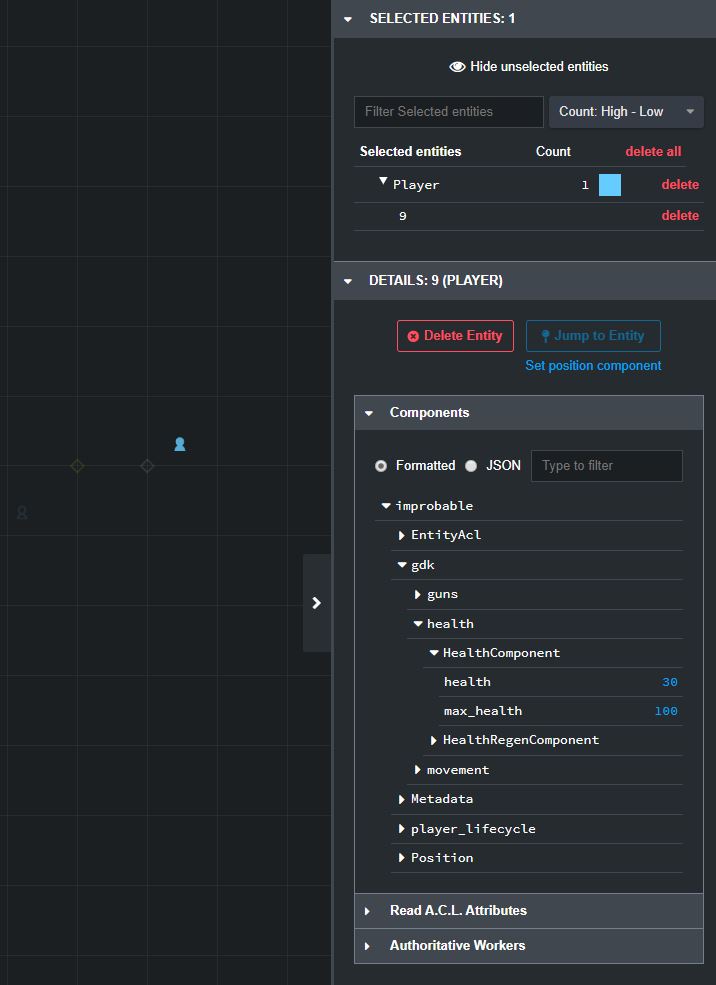 SELECTED ENTITIES: 1
Hide unselected entities
Filter Selected entities Count: High - Low
Selected entities Count delete all
Player 1 delete
9 delete
DETAILS: 9 (PLAYER)
Delete Entity Jump to Entity
Set position component
Components
Formatted JSON Type to filter
improbable
EntityAcl
gdk
guns
health
HealthComponent
health 30
max_health 100
HealthRegenComponent
movement
Metadata
player_lifecycle
Position
Read A.C.L. Attributes
Authoritative Workers